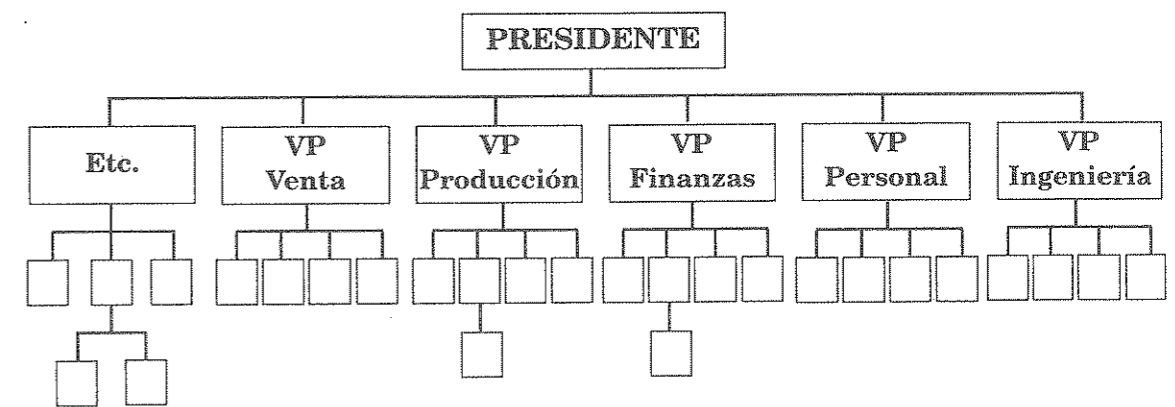 PRESIDENTE
Etc.
VP
Venta
VP
Producción
VP
Finanzas
VP
Personal
VP
Ingeniería